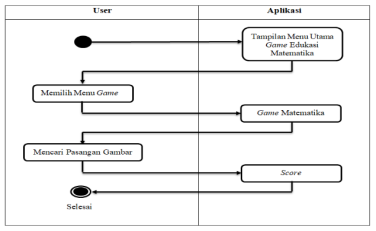 User
Aplikasi
Tampilan Menu Utama
Game Edukasi
Matematika
Memilih Menu Game
Game Matematika
Mencari Pasangan Gambar
Score
Selesai